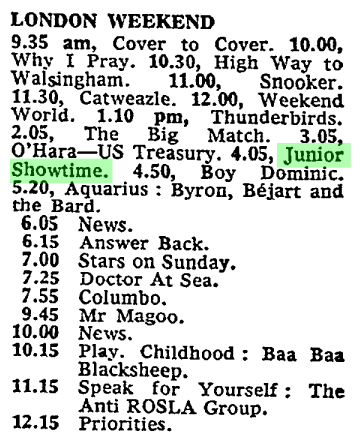 LONDON WEEKEND
9.35 am, Cover to Cover. 10.00,
Why I Pray. 10.30, High Way to
Walsingham. 11.00, Snooker.
11.30, Catweazle. 12.00, Weekend
World. 1.10 pm, Thunderbirds.
2.05, The Big Match. 3.05,
O'Hara—US Treasury. 4.05, Junior
Showtime. 4.50, Boy Dominic.
5.20, Aquarius : Byron, Béjart and
the Bard.
6.05 News.
6.15 Answer Back.
7.00 Stars on Sunday.
7.25 Doctor At Sea.
7.55 Columbo.
9.45 Mr Magoo.
10.00 News.
10.15 Play. Childhood : Baa Baa
Blacksheep.
11.15 Speak for Yourself : The
Anti ROSLA Group.
12.15 Priorities.